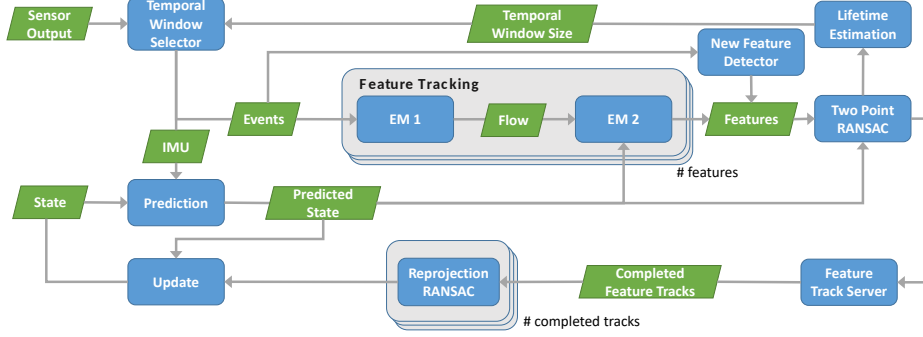 Sensor
Output
Temporal
Window
Selector
Temporal
Window Size
Lifetime
Estimation
New Feature
Detector
Feature Tracking
Events
EM 1
Flow
EM 2
Features
Two Point
RANSAC
IMU
# features
State
Prediction
Predicted
State
Update
Reprojection
RANSAC
Completed
Feature Tracks
Feature
Track Server
# completed tracks